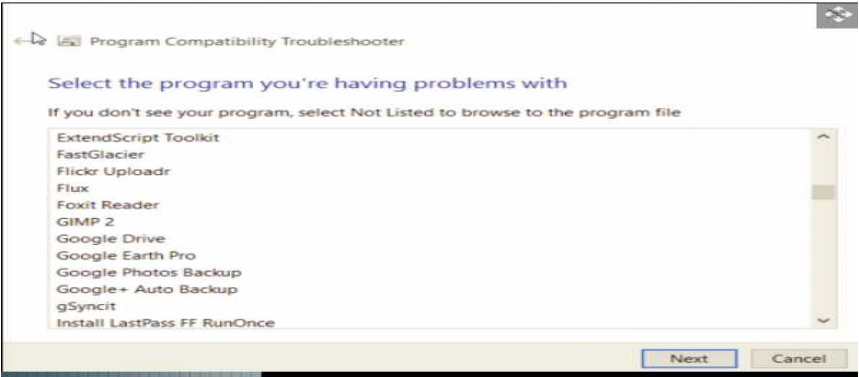 Program Compatibility Troubleshooter
Select the program you're having problems with
If you don't see your program, select Not Listed to browse to the program file
ExtendScript Toolkit
FastGlacier
Flickr Uploadr
Flux
Foxit Reader
GIMP 2
Google Drive
Google Earth Pro
Google Photos Backup
Google+ Auto Backup
gSyncit
Install LastPass FF RunOnce
Next Cancel